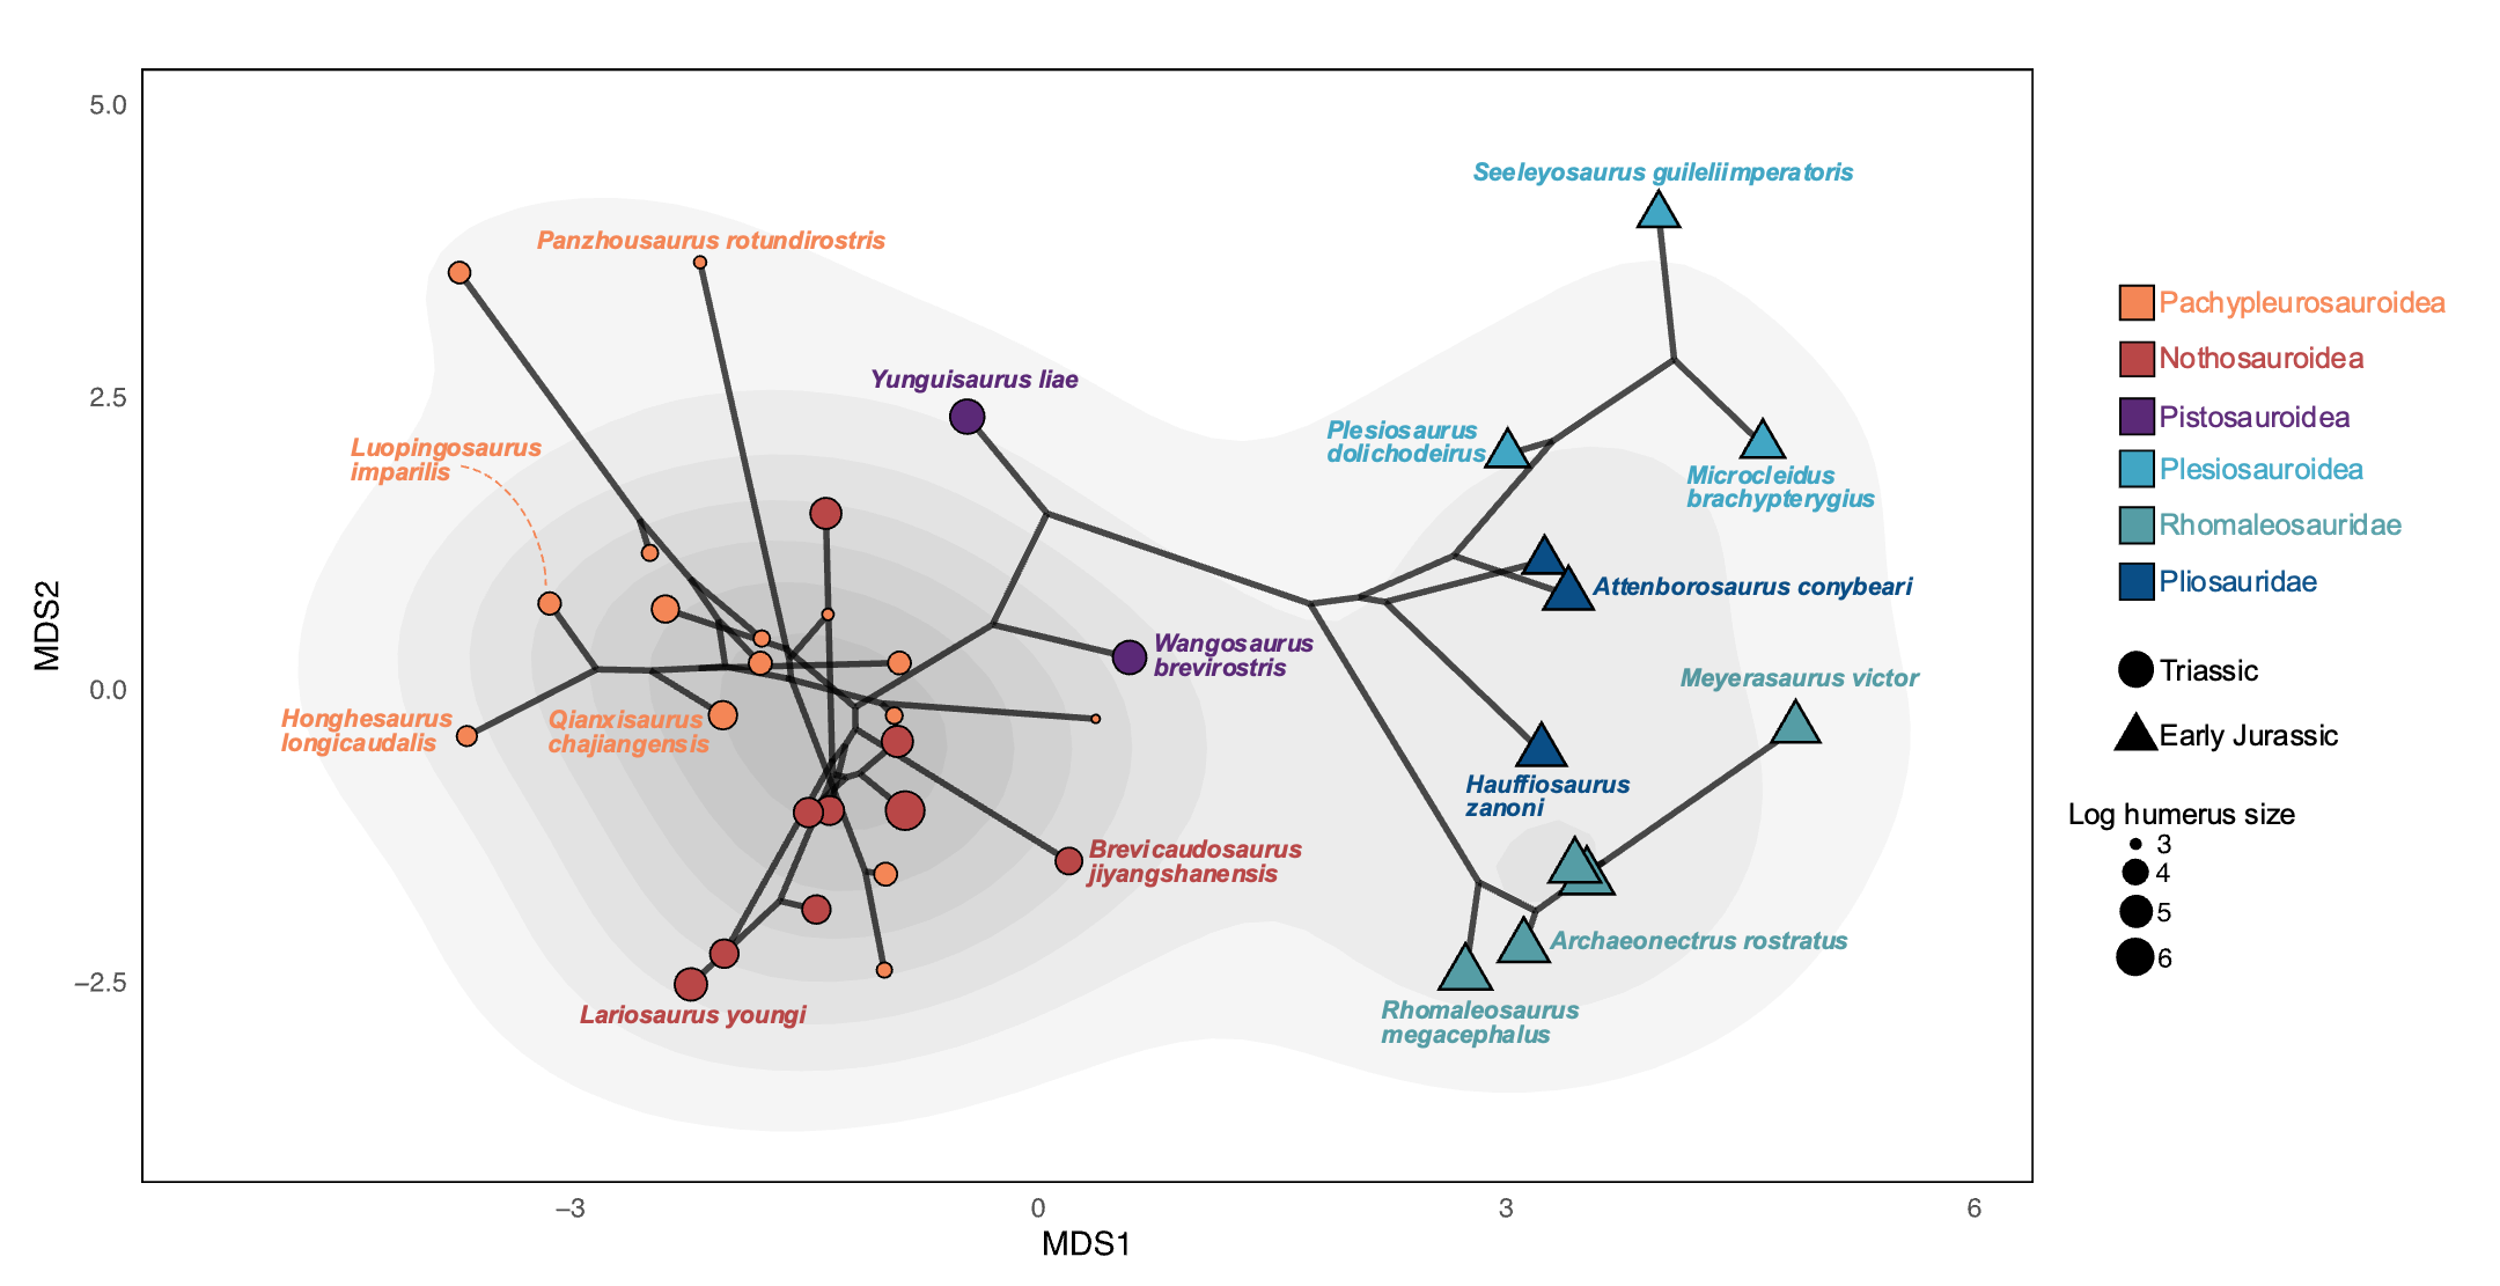 5.0
Seeleyosaurus guileliimperatoris
Panzhousaurus rotundirostris
Pachypleurosauroidea
Nothosauroidea
Yunguisaurus liae
2.5
Pistosauroidea
Luopingosaurus
imparilis
Plesiosaurus
dolichodeirus
Plesiosauroidea
Microcleidus
brachypterygius
Rhomaleosauridae
Attenborosaurus conybeari
Pliosauridae
MDS2
Wangosaurus
brevirostris
Triassic
Meyerasaurus victor
0.0
Honghesaurus
longicaudalis
Qianxisaurus
chajiangensis
Early Jurassic
Hauffiosaurus
zanoni
Log humerus size
3
4
5
6
Brevicaudosaurus
jiyangshanensis
Archaeonectrus rostratus
−2.5
Lariosaurus youngi
Rhomaleosaurus
megacephalus
−3
0
3
6
MDS1